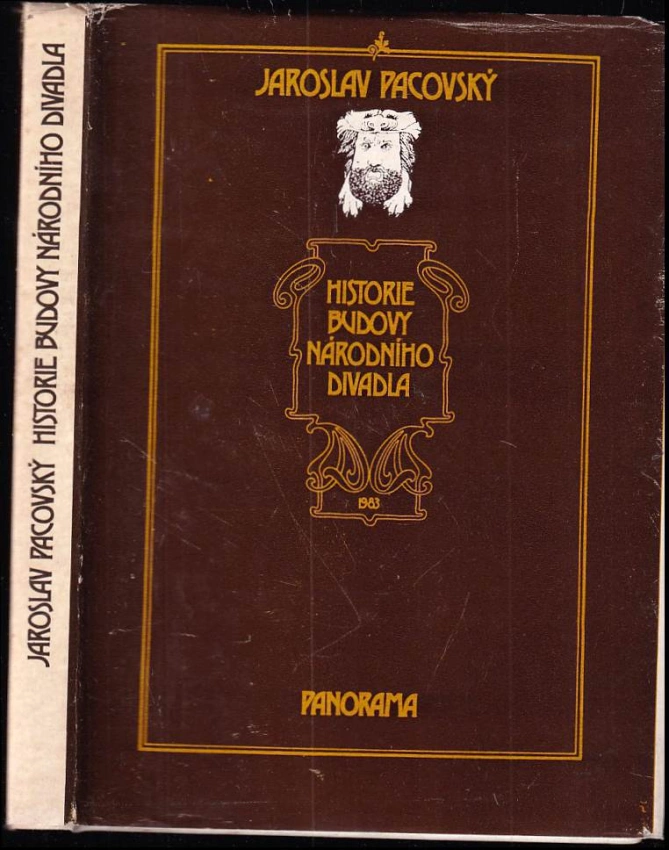 JAROSLAV PACOVSKÝ HISTORIE BUDOVY NÁRODNÍHO DIVADLA
JAROSLAV PACOVSKÝ
HISTORIE
BUDOVY
NÁRODNÍHO
DIVADLA
1983
PANORAMA